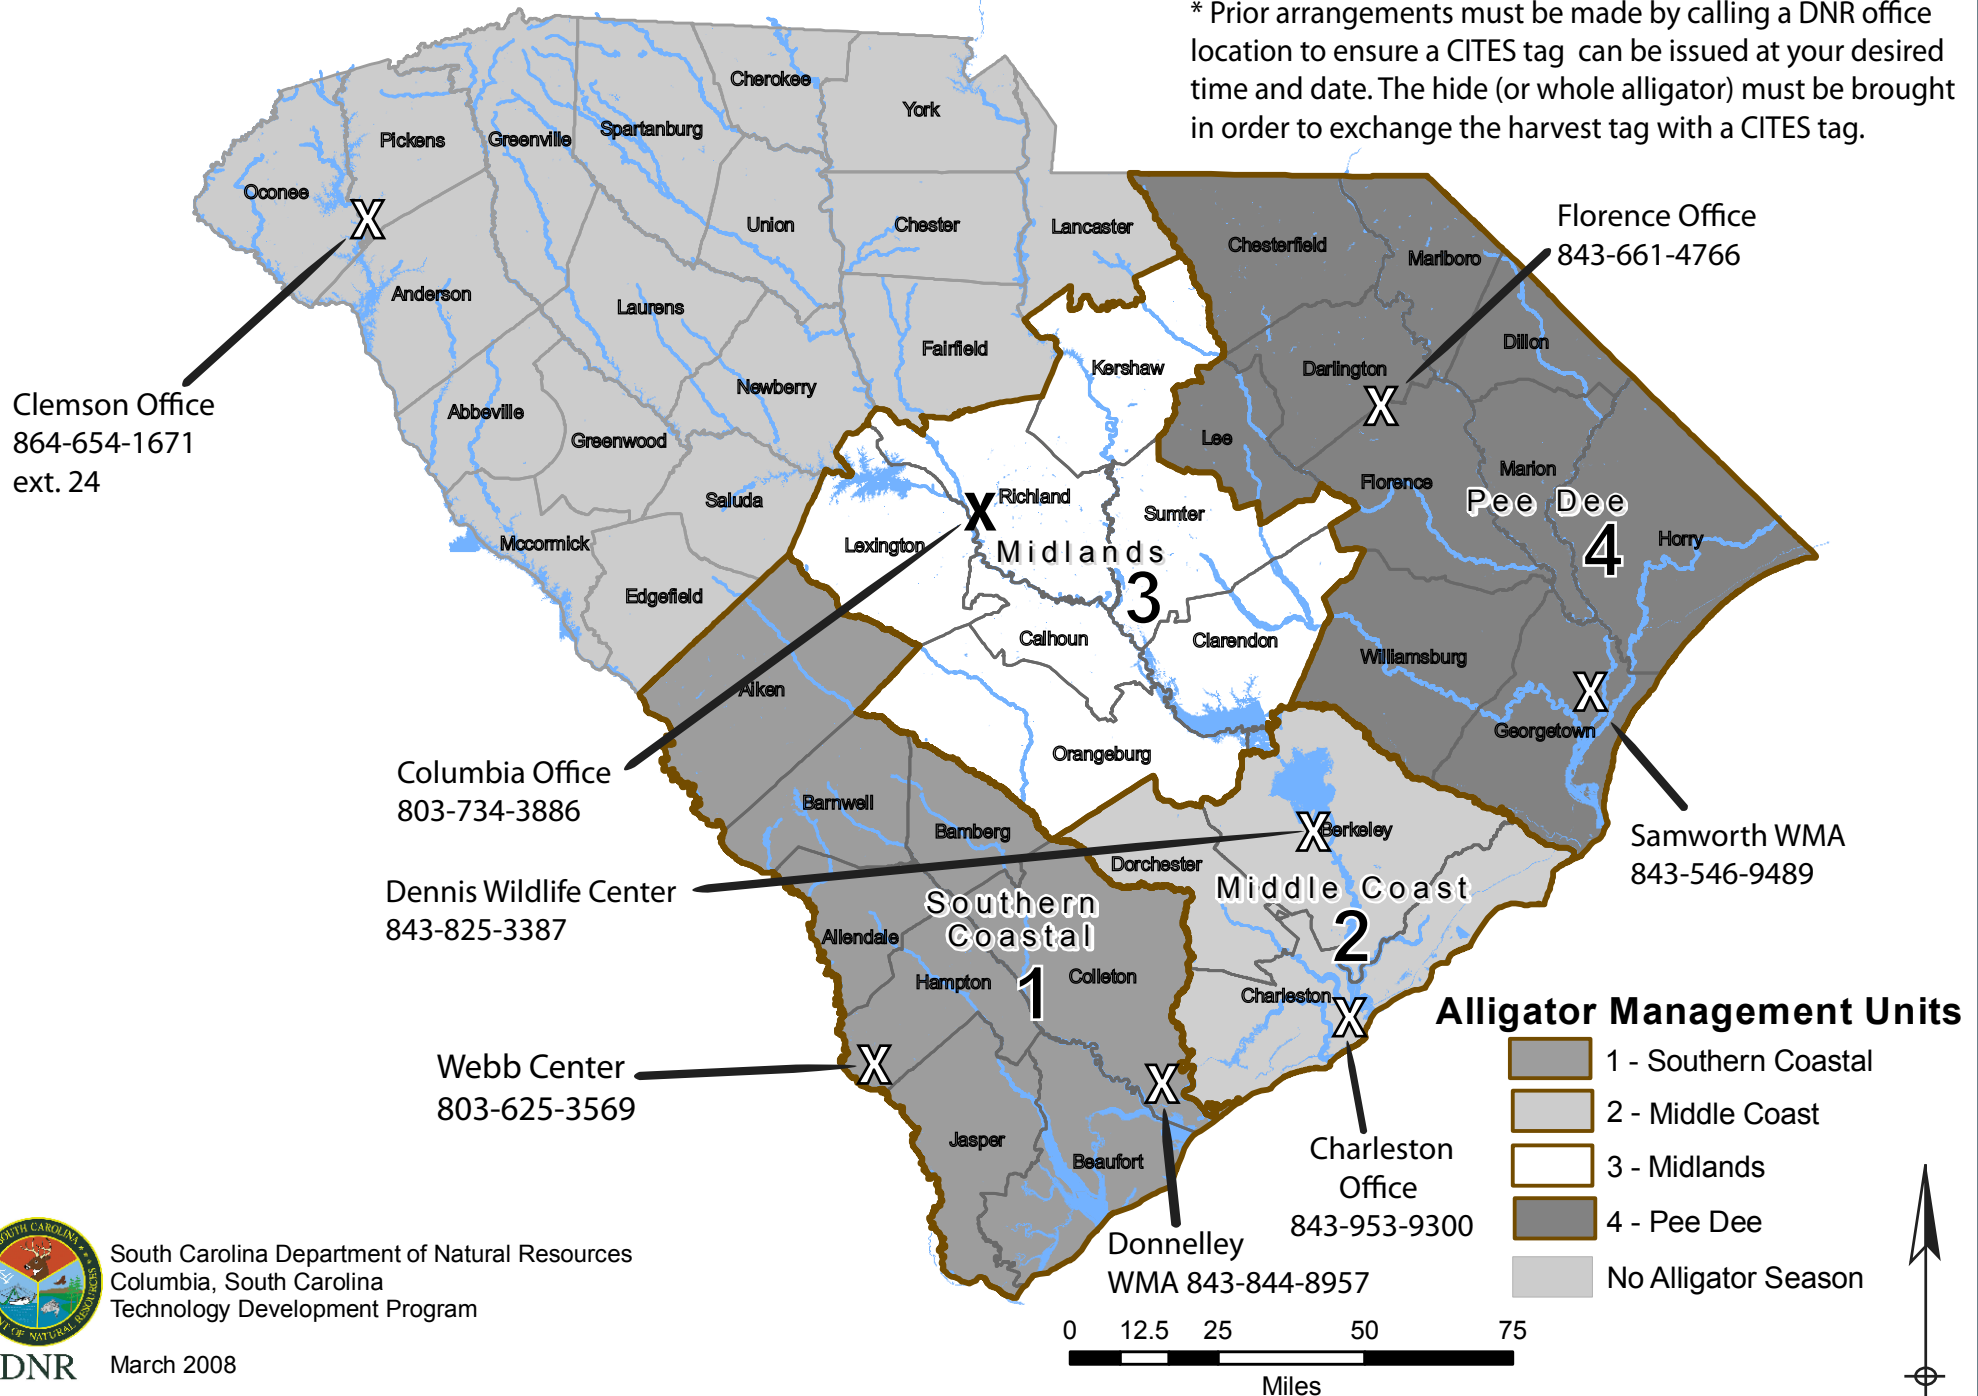 * Prior arrangements must be made by calling a DNR office
location to ensure a CITES tag can be issued at your desired
time and date. The hide (or whole alligator) must be brought
in order to exchange the harvest tag with a CITES tag.
Cherokee
York
Pickens
Greenville
Spartanburg
Oconee
Union
Chester
Lancaster
Chesterfield
Marlboro
Florence Office
843-661-4766
Anderson
Laurens
Fairfield
Kershaw
Darlington
Dillon
Newberry
Clemson Office
864-654-1671
ext. 24
Abbeville
Greenwood
Lee
Marion
Florence
Saluda
Richland
Sumter
Pee Dee
4
Horry
Mccormick
Lexington
Midlands
3
Edgefield
Calhoun
Clarendon
Williamsburg
Aiken
Georgetown
Orangeburg
Columbia Office
803-734-3886
Barnwell
Bamberg
Berkeley
Samworth WMA
843-546-9489
Dorchester
Dennis Wildlife Center
843-825-3387
Middle Coast
2
Southern
Coastal
1
Allendale
Hampton
Colleton
Charleston
Webb Center
803-625-3569
Jasper
Beaufort
Charleston
Office
843-953-9300
Donnelley
WMA 843-844-8957
Alligator Management Units
1 - Southern Coastal
2 - Middle Coast
3 - Midlands
4 - Pee Dee
No Alligator Season
SOUTH CAROLINA
DEPARTMENT OF NATURAL RESOURCES
DNR
South Carolina Department of Natural Resources
Columbia, South Carolina
Technology Development Program
March 2008
0 12.5 25 50 75
Miles